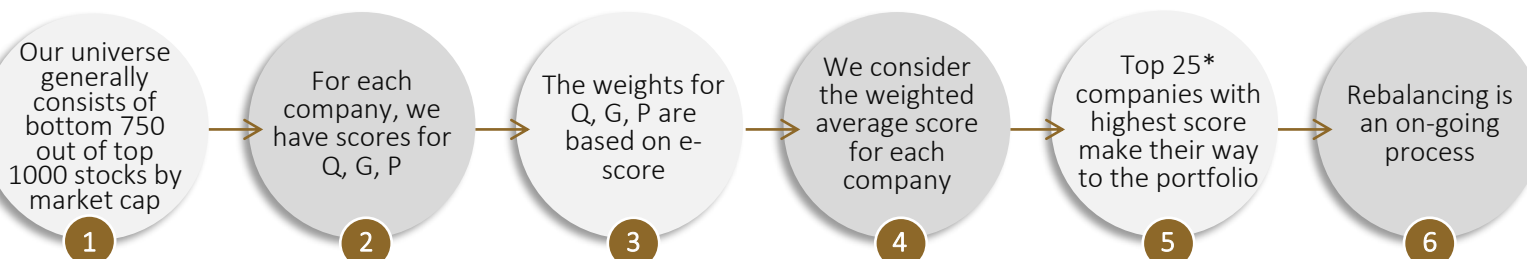 Our universe
generally
consists of
bottom 750
out of top
1000 stocks by
market cap
1
For each
company, we
have scores for
Q, G, P
2
The weights for
Q, G, P are
based on e-
score
3
We consider
the weighted
average score
for each
company
4
Top 25*
companies with
highest score
make their way
to the portfolio
5
Rebalancing is
an on-going
process
6